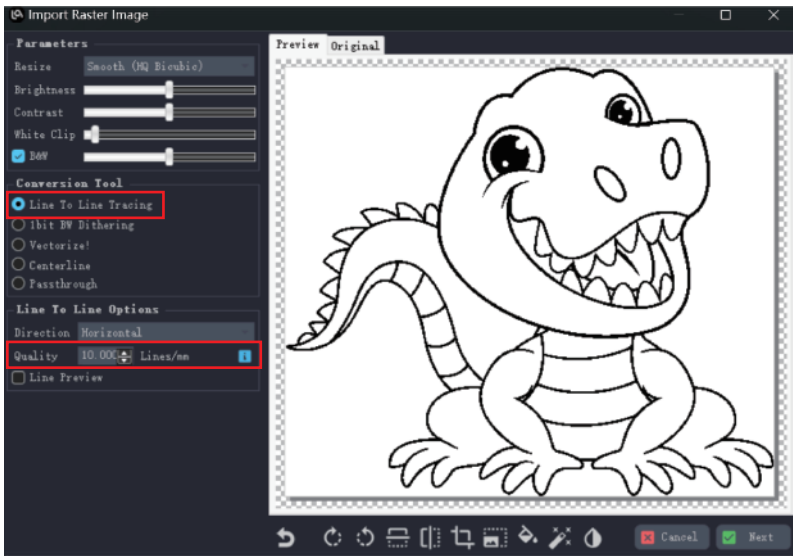 Import Raster Image
Parameters
Resize Smooth (HQ Bicubic)
Brightness
Contrast
White Clip
B&W
Conversion Tool
Line To Line Tracing
1bit BW Dithering
Vectorize!
Centerline
Passthrough
Line To Line Options
Direction Horizontal
Quality 10.000 Lines/mm
Line Preview
Preview Original
Cancel Next